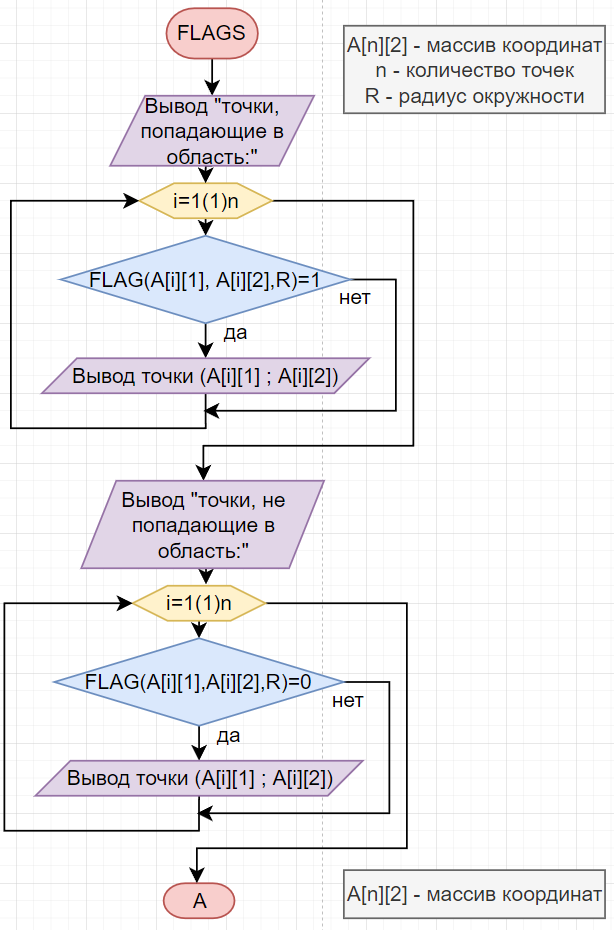 FLAGS
A[n][2] - массив координат
n - количество точек
R - радиус окружности
Вывод "точки,
попадающие в
область:"
i=1(1)n
FLAG(A[i][1], A[i][2],R)=1
нет
да
Вывод точки (A[i][1] ; A[i][2])
Вывод "точки, не
попадающие в
область:"
i=1(1)n
FLAG(A[i][1],A[i][2],R)=0
нет
да
Вывод точки (A[i][1] ; A[i][2])
A
A[n][2] - массив координат